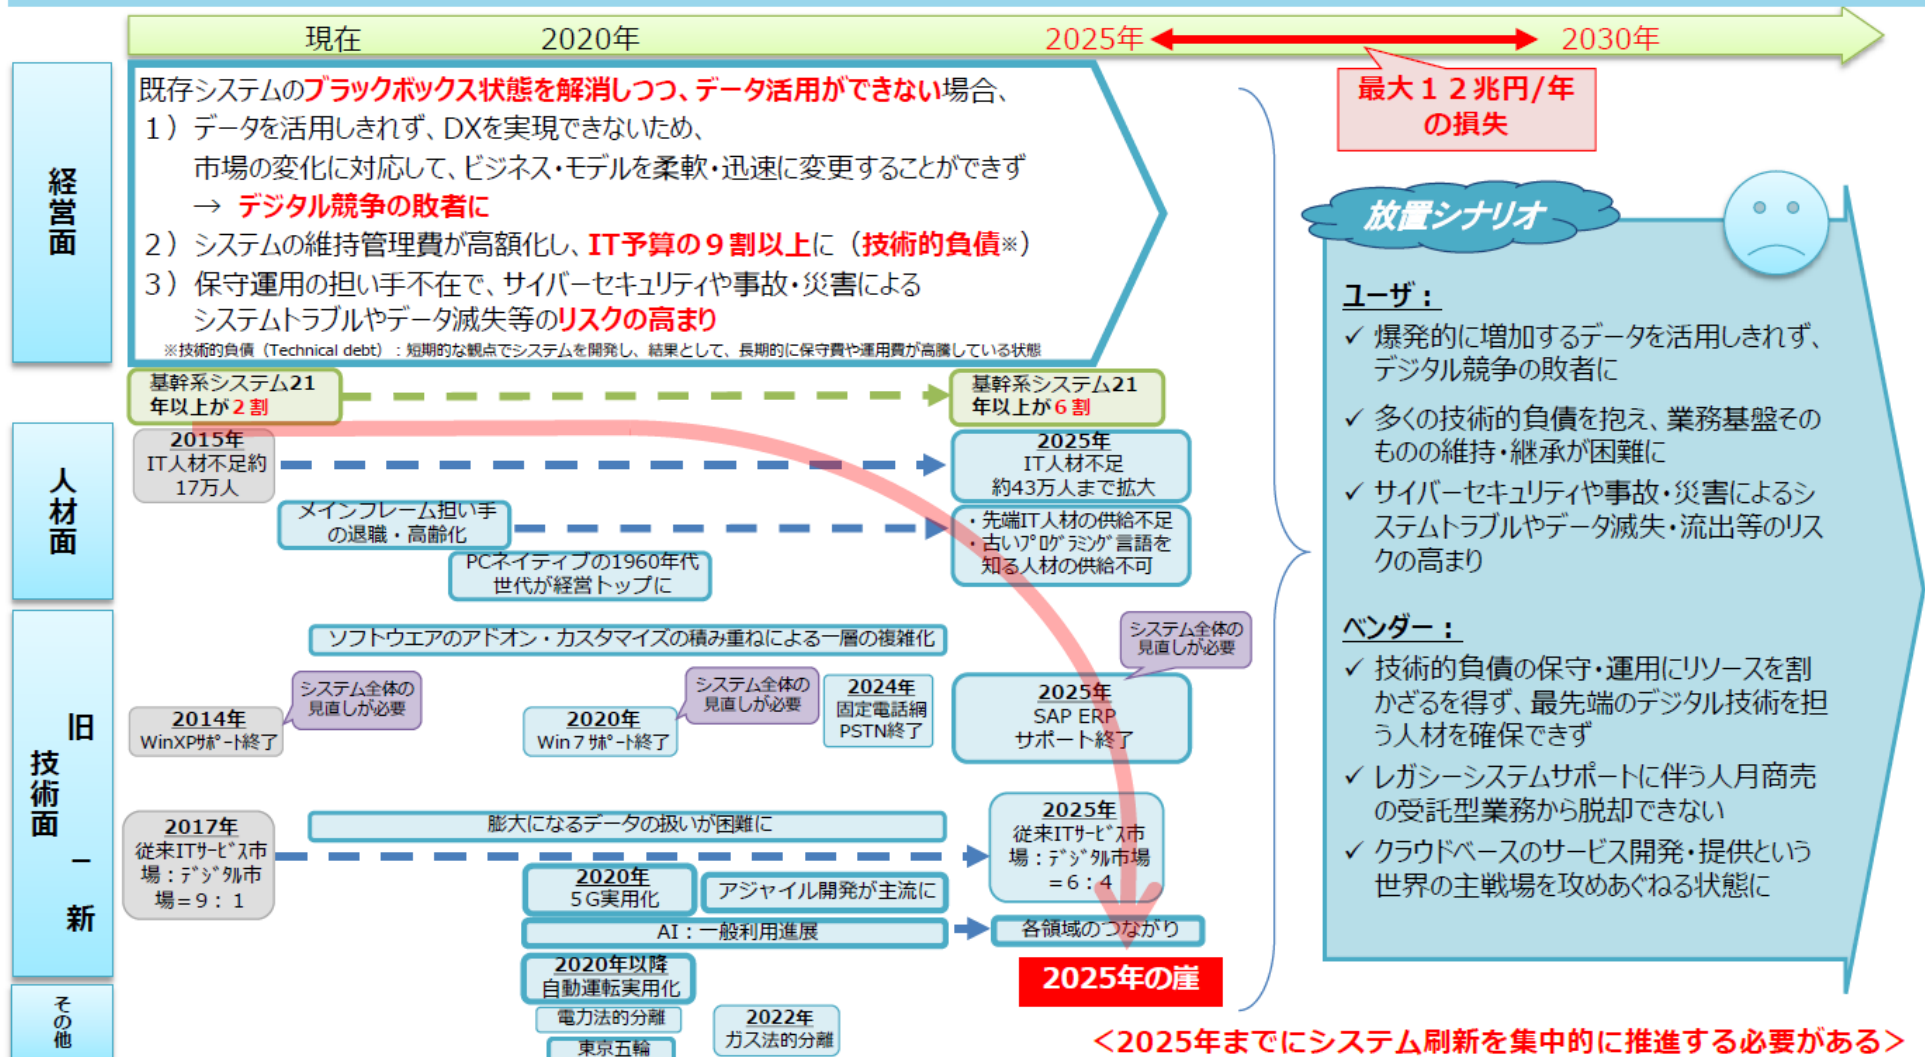 現在
2020年
2025年
2030年
最大１２兆円/年
の損失
経営面
既存システムのブラックボックス状態を解消しつつ、データ活用ができない場合、
１）データを活用しきれず、DXを実現できないため、
市場の変化に対応して、ビジネス・モデルを柔軟・迅速に変更することができず
→ デジタル競争の敗者に
２）システムの維持管理費が高額化し、IT予算の９割以上に（技術的負債※）
３）保守運用の担い手不在で、サイバーセキュリティや事故・災害による
システムトラブルやデータ滅失等のリスクの高まり
※技術的負債（Technical debt）：短期的な観点でシステムを開発し、結果として、長期的に保守費や運用費が高騰している状態
基幹系システム21
年以上が２割
基幹系システム21
年以上が６割
人材面
2015年
IT人材不足約
17万人
2025年
IT人材不足
約43万人まで拡大
メインフレーム担い手
の退職・高齢化
・先端IT人材の供給不足
・古いﾌﾟﾛｸﾞﾗﾐﾝｸﾞ言語を
知る人材の供給不可
PCネイティブの1960年代
世代が経営トップに
技術面
旧
－
新
ソフトウエアのアドオン・カスタマイズの積み重ねによる一層の複雑化
システム全体の
見直しが必要
システム全体の
見直しが必要
システム全体の
見直しが必要
2014年
WinXPｻﾎﾟｰﾄ終了
2020年
Win７ｻﾎﾟｰﾄ終了
2024年
固定電話網
PSTN終了
2025年
SAP ERP
サポート終了
2017年
従来ITｻｰﾋﾞｽ市
場：ﾃﾞｼﾞﾀﾙ市
場＝9：１
膨大になるデータの扱いが困難に
2025年
従来ITｻｰﾋﾞｽ市
場：ﾃﾞｼﾞﾀﾙ市場
＝6：4
2020年
５G実用化
アジャイル開発が主流に
AI：一般利用進展
各領域のつながり
2020年以降
自動運転実用化
2025年の崖
その他
電力法的分離
2022年
ガス法的分離
東京五輪
放置シナリオ
ユーザ：
✓ 爆発的に増加するデータを活用しきれず、
デジタル競争の敗者に
✓ 多くの技術的負債を抱え、業務基盤その
ものの維持・継承が困難に
✓ サイバーセキュリティや事故・災害によるシ
ステムトラブルやデータ滅失・流出等のリス
クの高まり
ベンダー：
✓ 技術的負債の保守・運用にリソースを割
かざるを得ず、最先端のデジタル技術を担
う人材を確保できず
✓ レガシーシステムサポートに伴う人月商売
の受託型業務から脱却できない
✓ クラウドベースのサービス開発・提供という
世界の主戦場を攻めあぐねる状態に
＜2025年までにシステム刷新を集中的に推進する必要がある＞